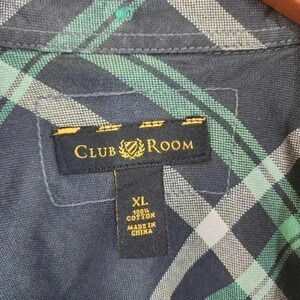 CLUB ROOM
XL
100%
COTTON
MADE IN
CHINA